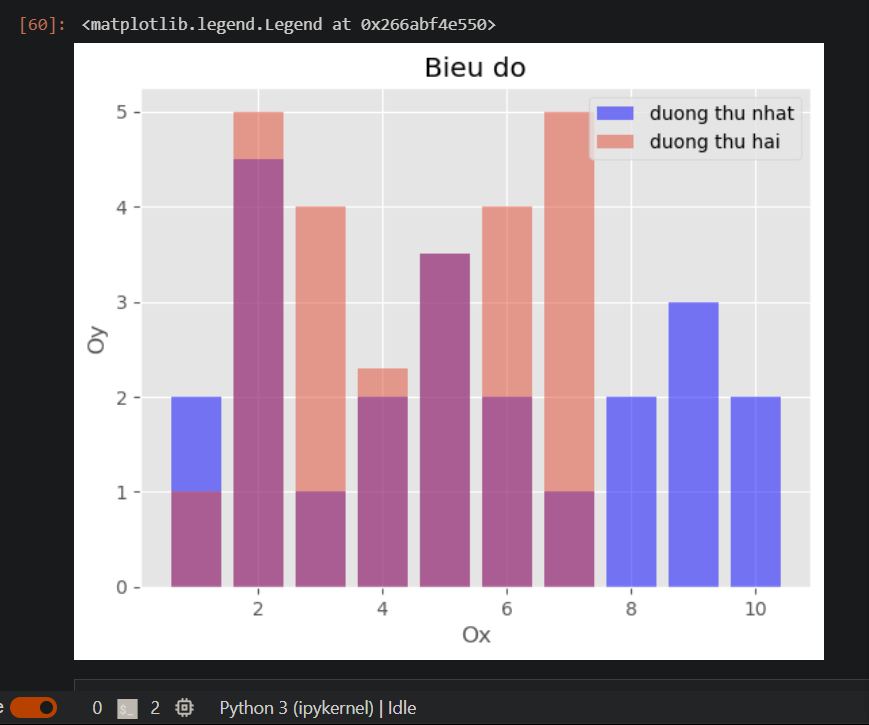 [60]: <matplotlib.legend.Legend at 0x266abf4e550>
Bieu do
duong thu nhat
duong thu hai
5
4
3
2
1
0
Oy
2 4 6 8 10
Ox
e 0 $_ 2 Python 3 (ipykernel) | Idle